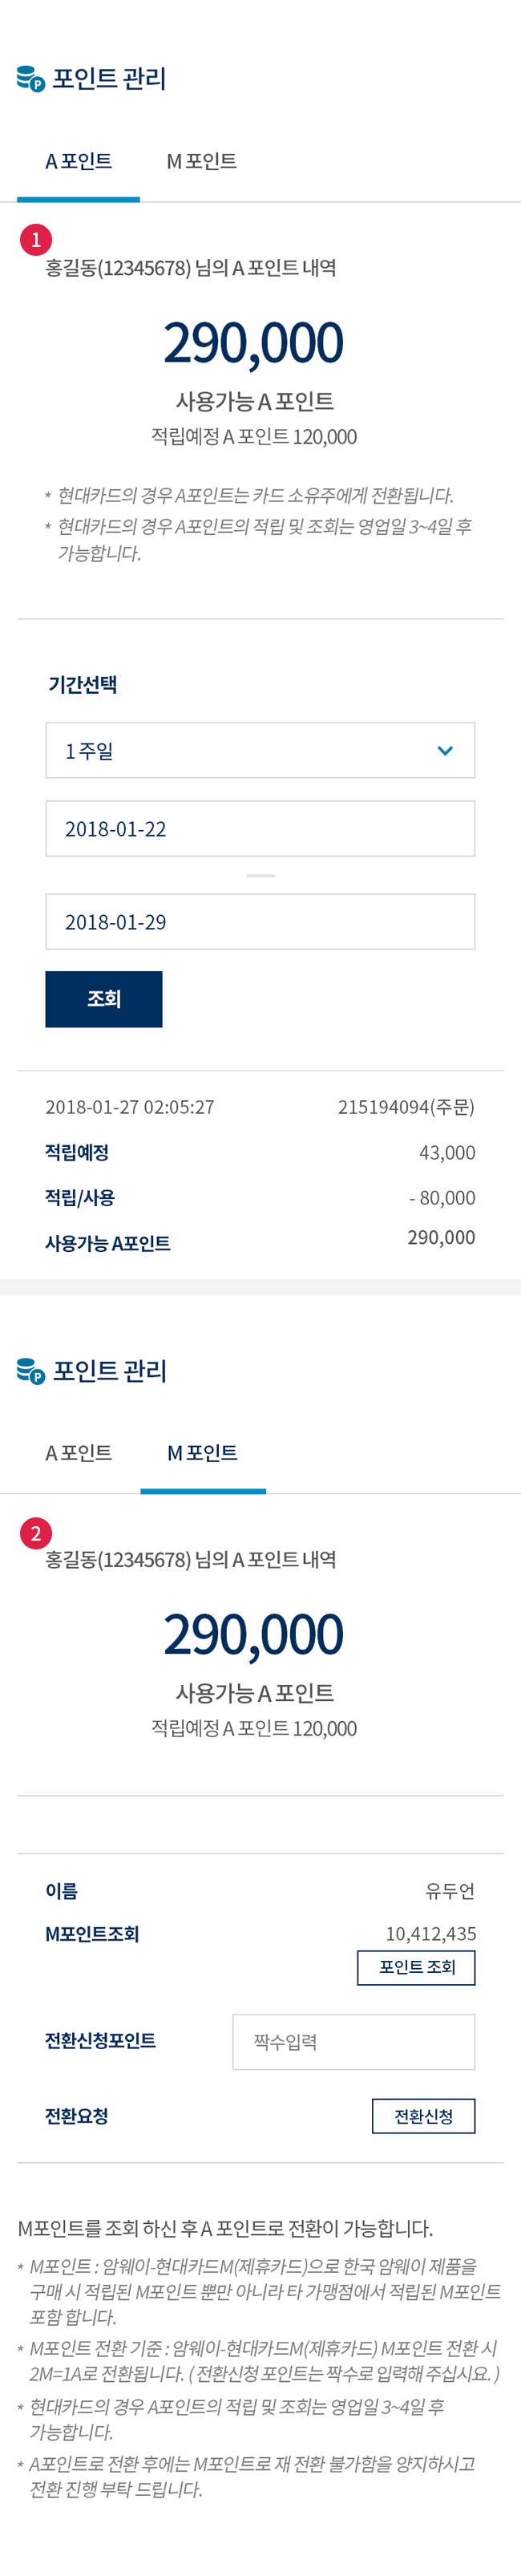 포인트 관리
A 포인트 M 포인트
1
홍길동(12345678) 님의 A 포인트 내역
290,000
사용가능 A 포인트
적립예정 A 포인트 120,000
* 현대카드의 경우 A포인트는 카드 소유주에게 전환됩니다.
* 현대카드의 경우 A포인트의 적립 및 조회는 영업일 3~4일 후
가능합니다.
기간선택
1 주일
2018-01-22
2018-01-29
조회
2018-01-27 02:05:27 215194094(주문)
적립예정 43,000
적립/사용 - 80,000
사용가능 A포인트 290,000
포인트 관리
A 포인트 M 포인트
2
홍길동(12345678) 님의 A 포인트 내역
290,000
사용가능 A 포인트
적립예정 A 포인트 120,000
이름 유두언
M포인트조회 10,412,435
포인트 조회
전환신청포인트 짝수입력
전환요청 전환신청
M포인트를 조회 하신 후 A 포인트로 전환이 가능합니다.
* M포인트 : 암웨이-현대카드M(제휴카드)으로 한국 암웨이 제품을
구매 시 적립된 M포인트 뿐만 아니라 타 가맹점에서 적립된 M포인트
포함 합니다.
* M포인트 전환 기준 : 암웨이-현대카드M(제휴카드) M포인트 전환 시
2M=1A로 전환됩니다. ( 전환신청 포인트는 짝수로 입력해 주십시요. )
* 현대카드의 경우 A포인트의 적립 및 조회는 영업일 3~4일 후
가능합니다.
* A포인트로 전환 후에는 M포인트로 재 전환 불가함을 양지하시고
전환 진행 부탁 드립니다.